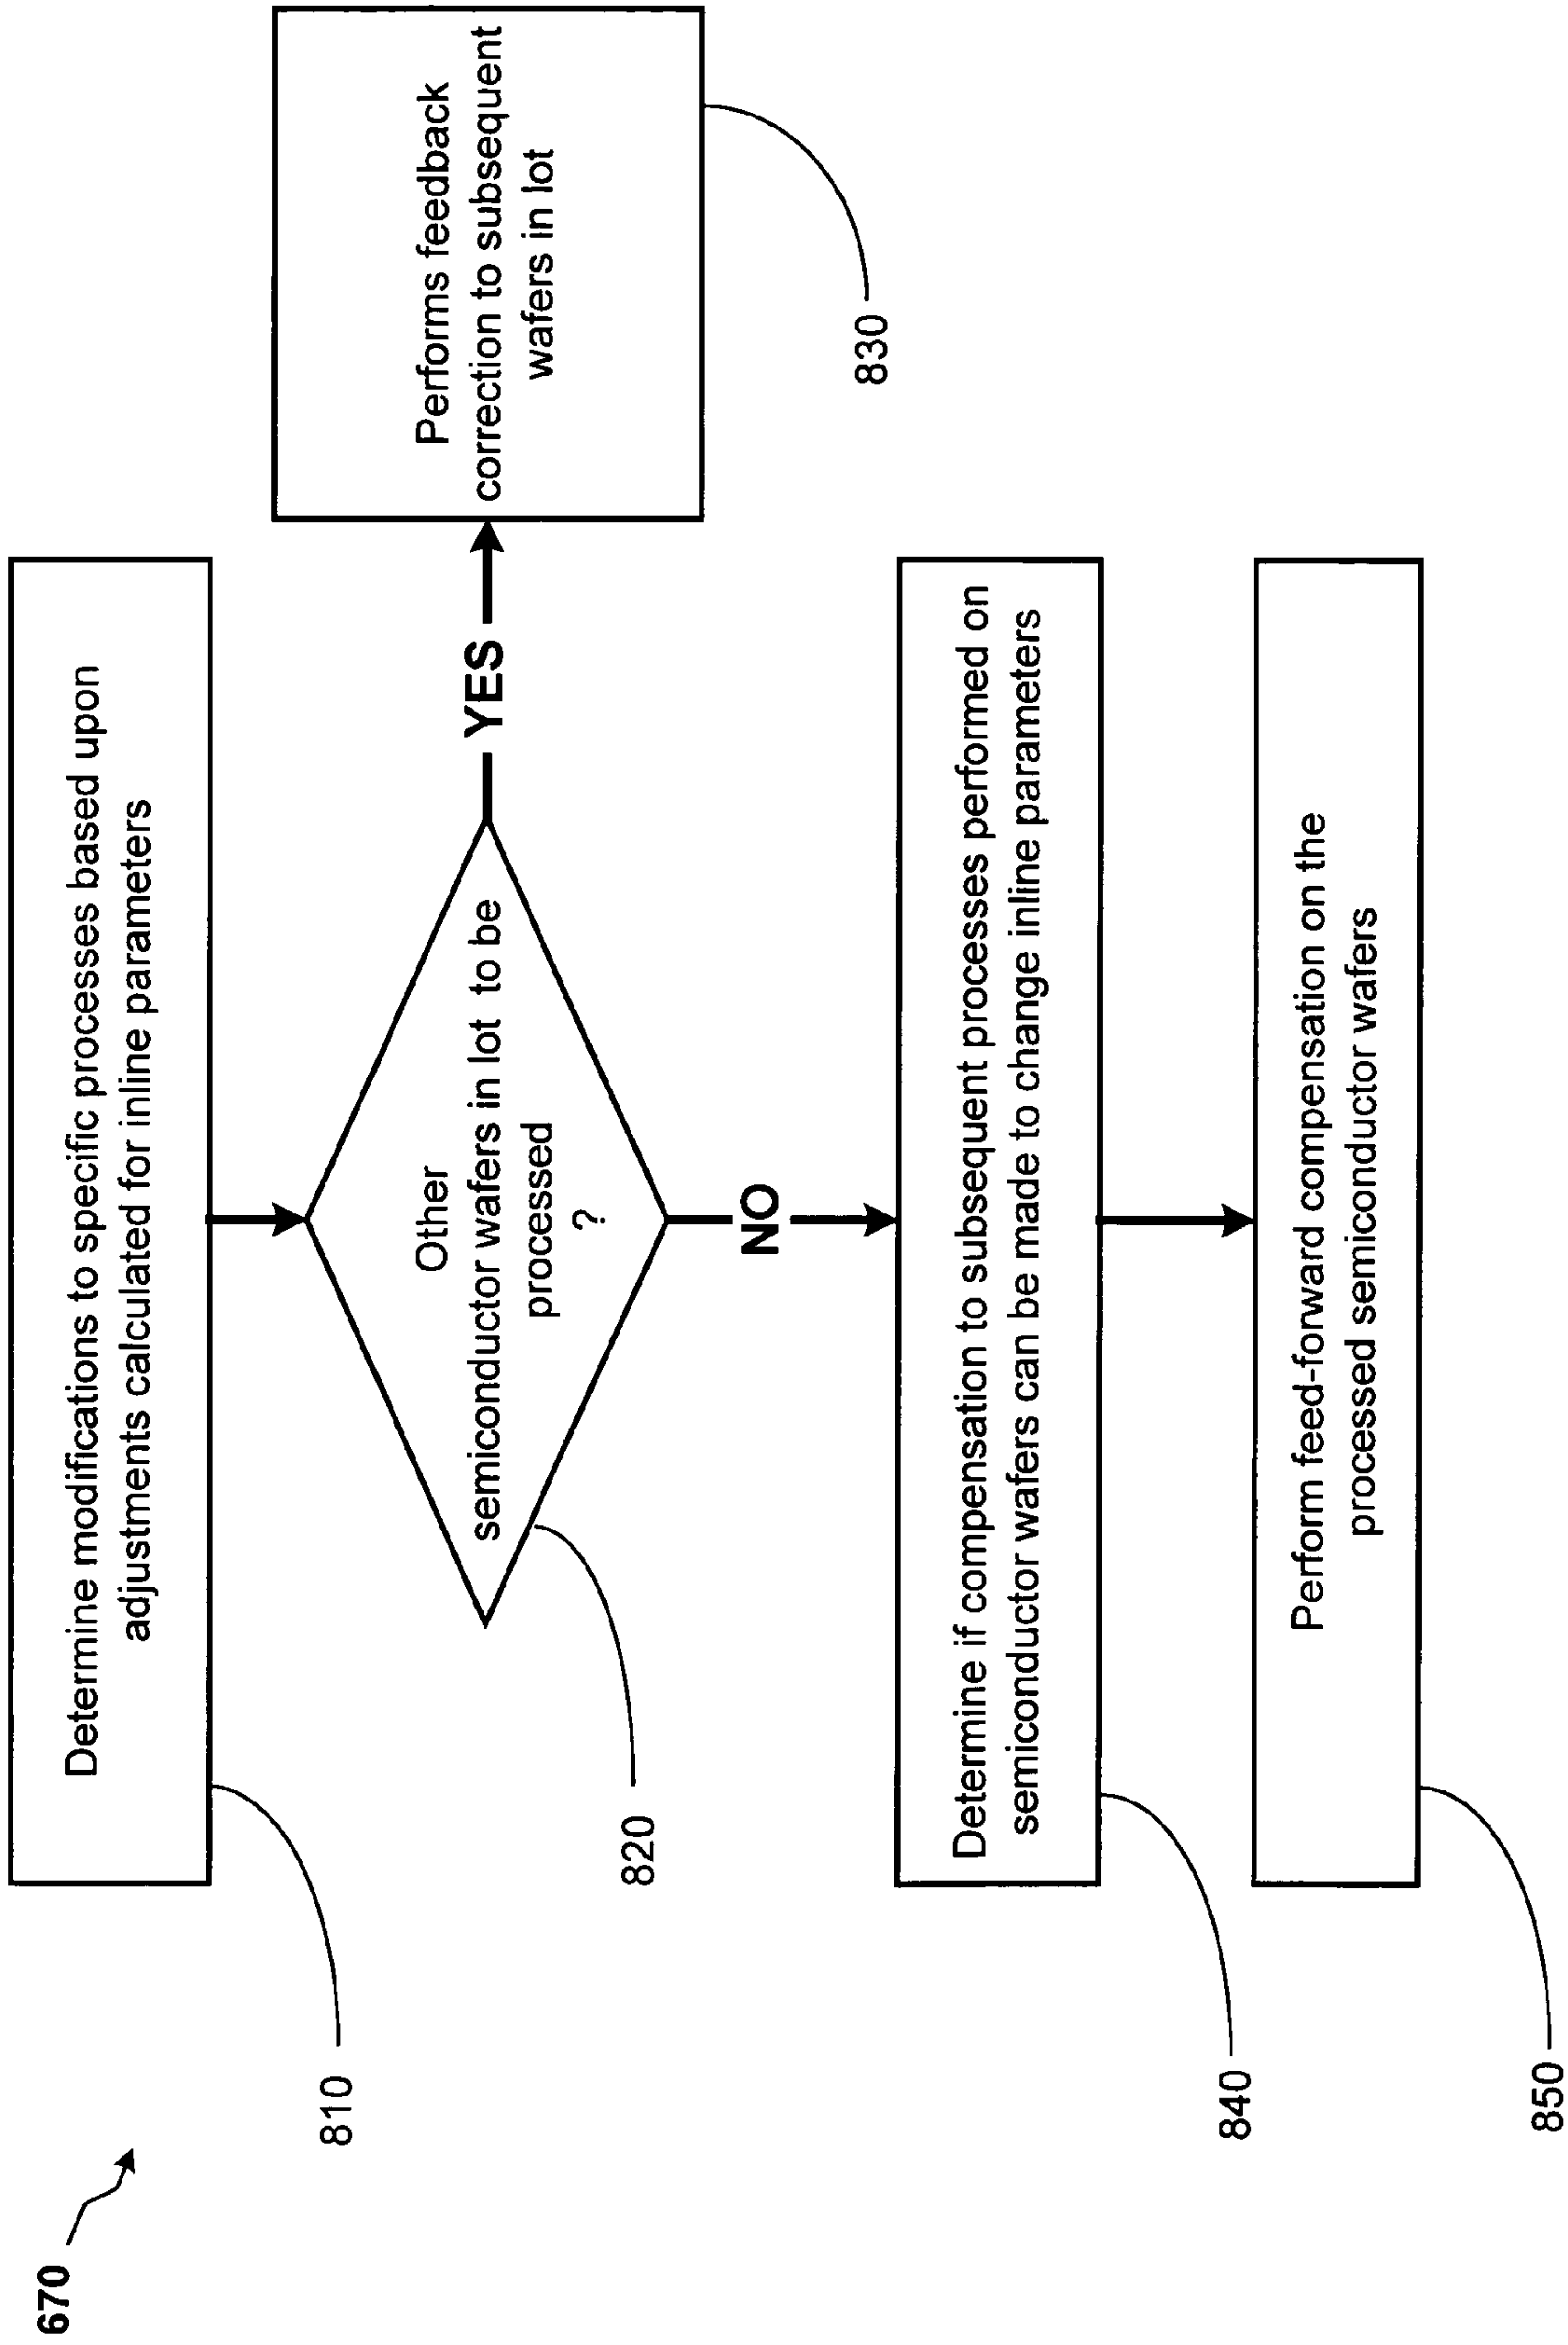 670
Determine modifications to specific processes based upon
adjustments calculated for inline parameters
810
Other
semiconductor wafers in lot to be
processed
?
820
YES
Performs feedback
correction to subsequent
wafers in lot
830
NO
Determine if compensation to subsequent processes performed on
semiconductor wafers can be made to change inline parameters
840
Perform feed-forward compensation on the
processed semiconductor wafers
850